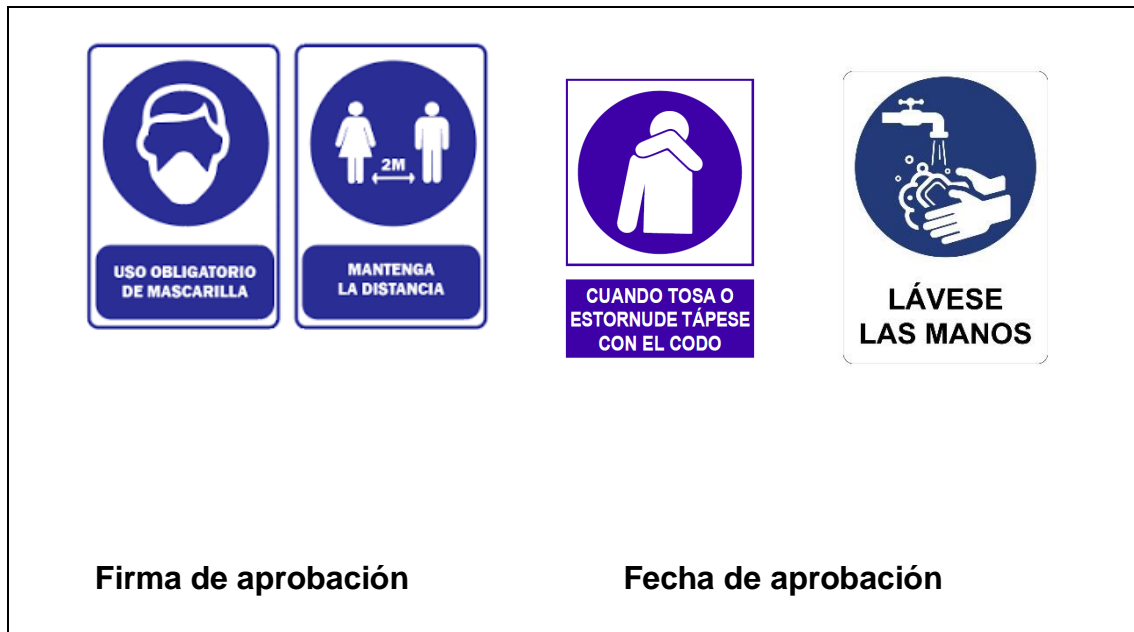 2M
USO OBLIGATORIO
DE MASCARILLA
MANTENGA
LA DISTANCIA
CUANDO TOSA O
ESTORNUDE TÁPESE
CON EL CODO
LÁVESE
LAS MANOS
Firma de aprobación
Fecha de aprobación